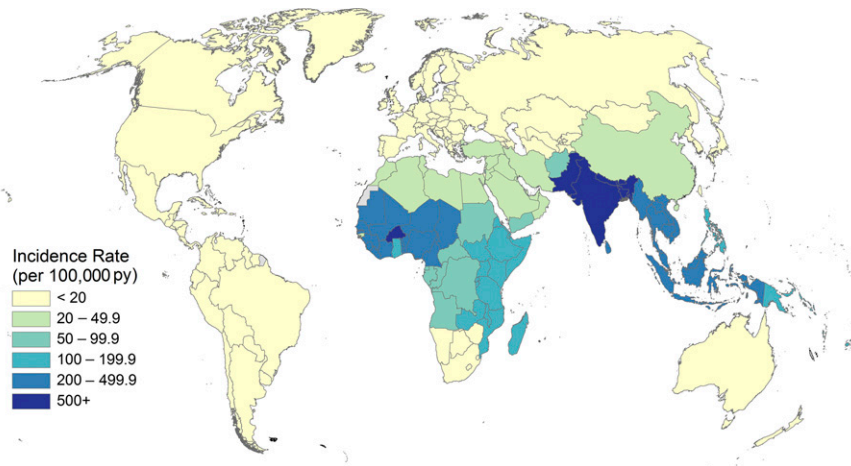 Incidence Rate
(per 100,000 py)
< 20
20 – 49.9
50 – 99.9
100 – 199.9
200 – 499.9
500+